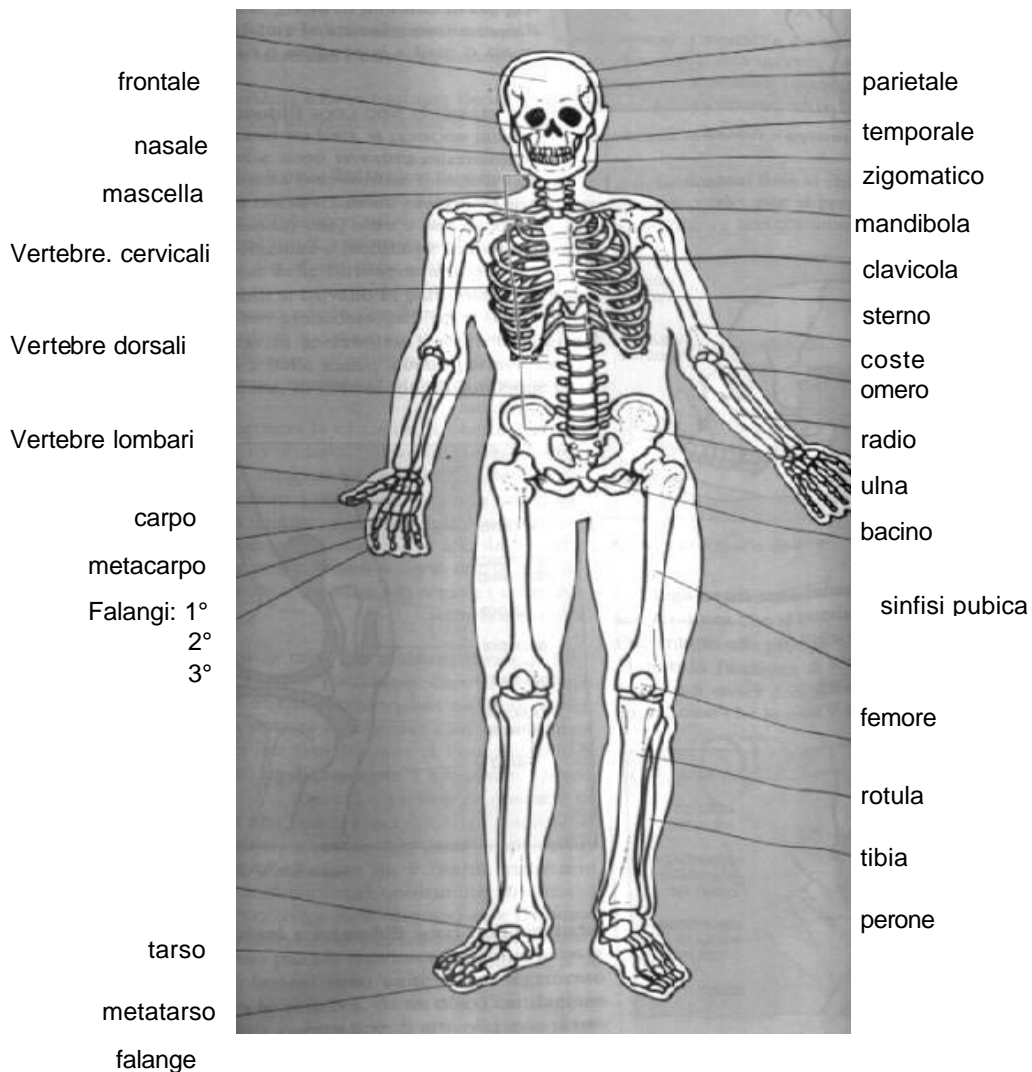 frontale
nasale
mascella
Vertebre. cervicali
Vertebre dorsali
Vertebre lombari
carpo
metacarpo
Falangi: 1°
2°
3°
tarso
metatarso
falange
parietale
temporale
zigomatico
mandibola
clavicola
sterno
coste
omero
radio
ulna
bacino
sinfisi pubica
femore
rotula
tibia
perone